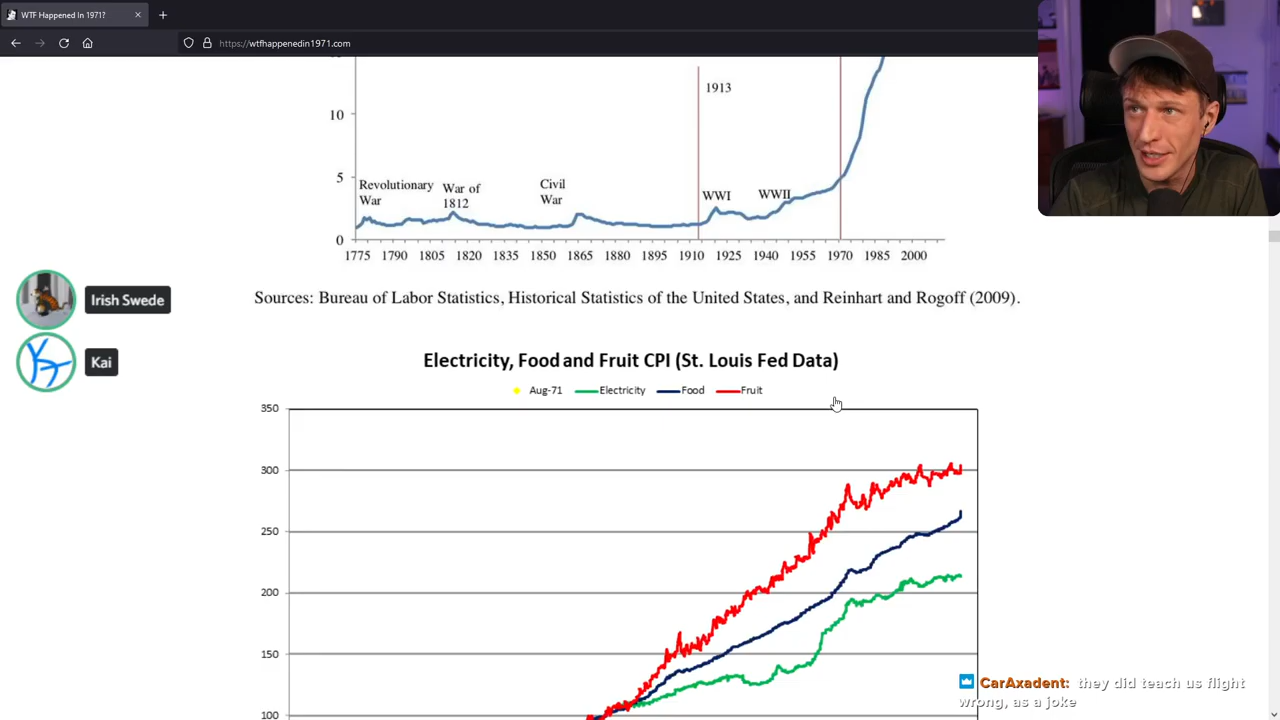 WTF Happened In 1971?
https://wtfhappenedin1971.com
10
5
0
1913
Revolutionary War
War of 1812
Civil War
WWI
WWII
1775 1790 1805 1820 1835 1850 1865 1880 1895 1910 1925 1940 1955 1970 1985 2000
Sources: Bureau of Labor Statistics, Historical Statistics of the United States, and Reinhart and Rogoff (2009).
Irish Swede
Kai
Electricity, Food and Fruit CPI (St. Louis Fed Data)
Aug-71 Electricity Food Fruit
350
300
250
200
150
100
CarAxadent: they did teach us flight
wrong, as a joke